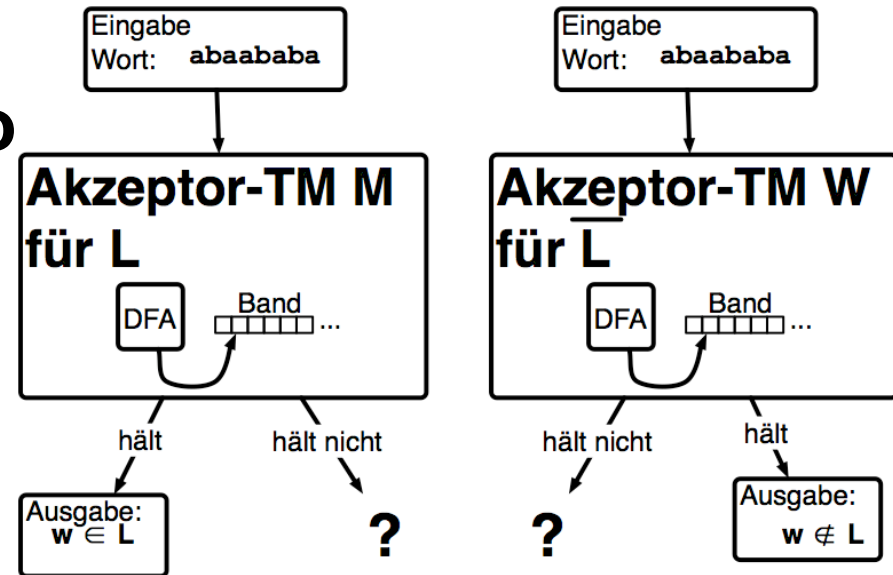 Eingabe
Wort: abaababa
Akzeptor-TM M
für L
DFA
Band
...
hält
hält nicht
Ausgabe:
w ∈ L
?
Eingabe
Wort: abaababa
Akzeptor-TM W
für L̅
DFA
Band
...
hält nicht
hält
?
Ausgabe:
w ∉ L